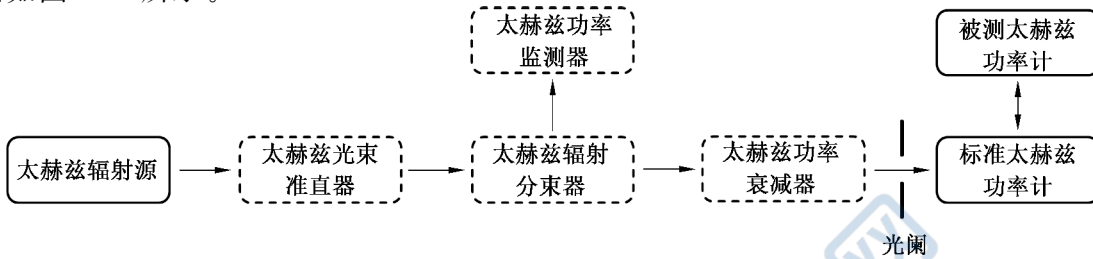 太赫兹功率
监测器
被测太赫兹
功率计
太赫兹辐射源
太赫兹光束
准直器
太赫兹辐射
分束器
太赫兹功率
衰减器
标准太赫兹
功率计
光阑